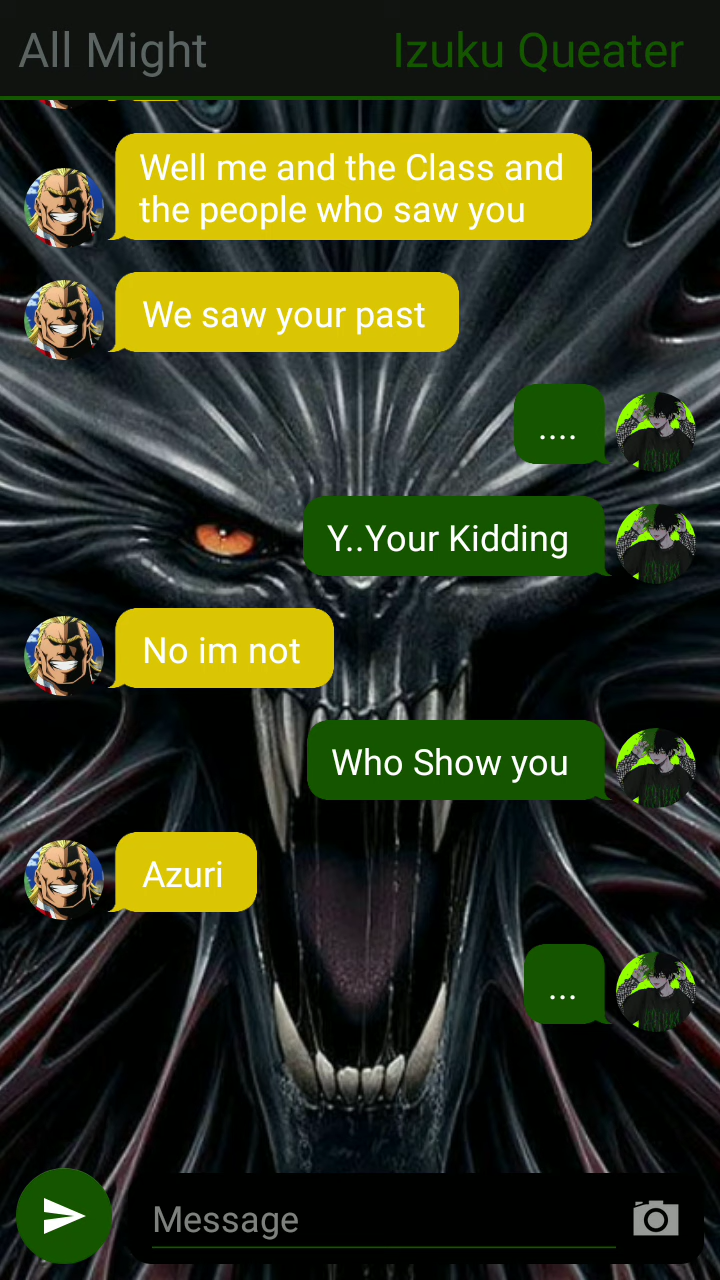 All Might
Izuku Queater
Well me and the Class and
the people who saw you
We saw your past
....
Y..Your Kidding
No im not
Who Show you
Azuri
...
Message